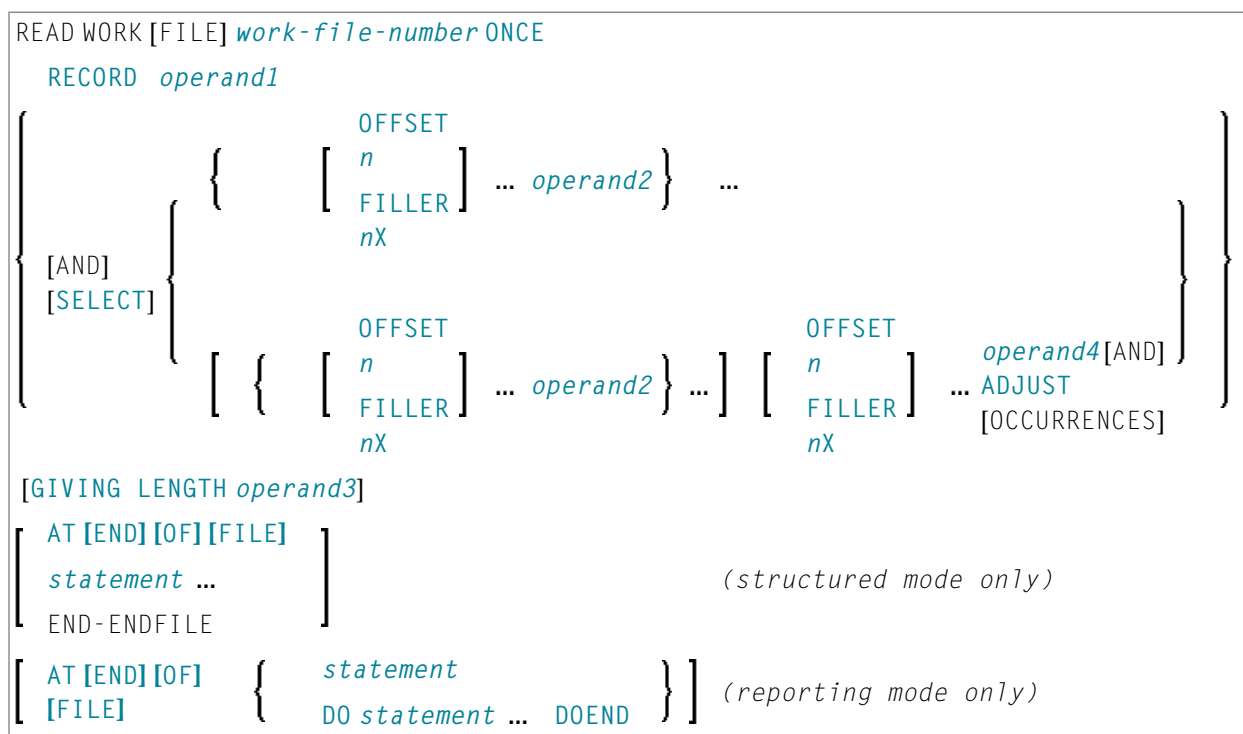 READ WORK [FILE] work-file-number ONCE
RECORD operand1
OFFSET
n
FILLER
nX
... operand2
...
[AND]
[SELECT]
OFFSET
n
FILLER
nX
... operand2
...
OFFSET
n
FILLER
nX
...
operand4 [AND]
ADJUST
[OCCURRENCES]
[GIVING LENGTH operand3]
AT [END] [OF] [FILE]
statement ...
END-ENDFILE
(structured mode only)
AT [END] [OF]
[FILE]
statement
DO statement ... DOEND
(reporting mode only)